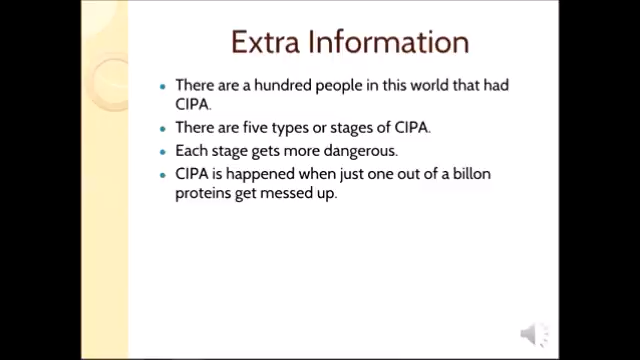 Extra Information
There are a hundred people in this world that had
CIPA.
There are five types or stages of CIPA.
Each stage gets more dangerous.
CIPA is happened when just one out of a billon
proteins get messed up.